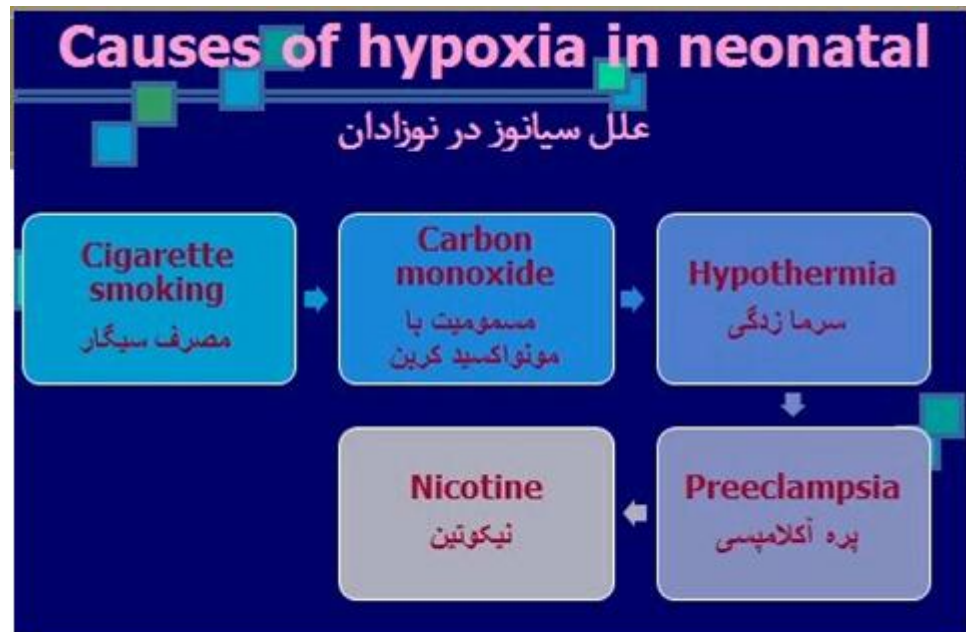 Causes of hypoxia in neonatal
علل سیانوز در نوزادان
Cigarette
smoking
مصرف سیگار
Carbon
monoxide
مسمومیت با
مونواکسید کربن
Hypothermia
سرما زدگی
Preeclampsia
پره آکلامپسی
Nicotine
نیکوتین